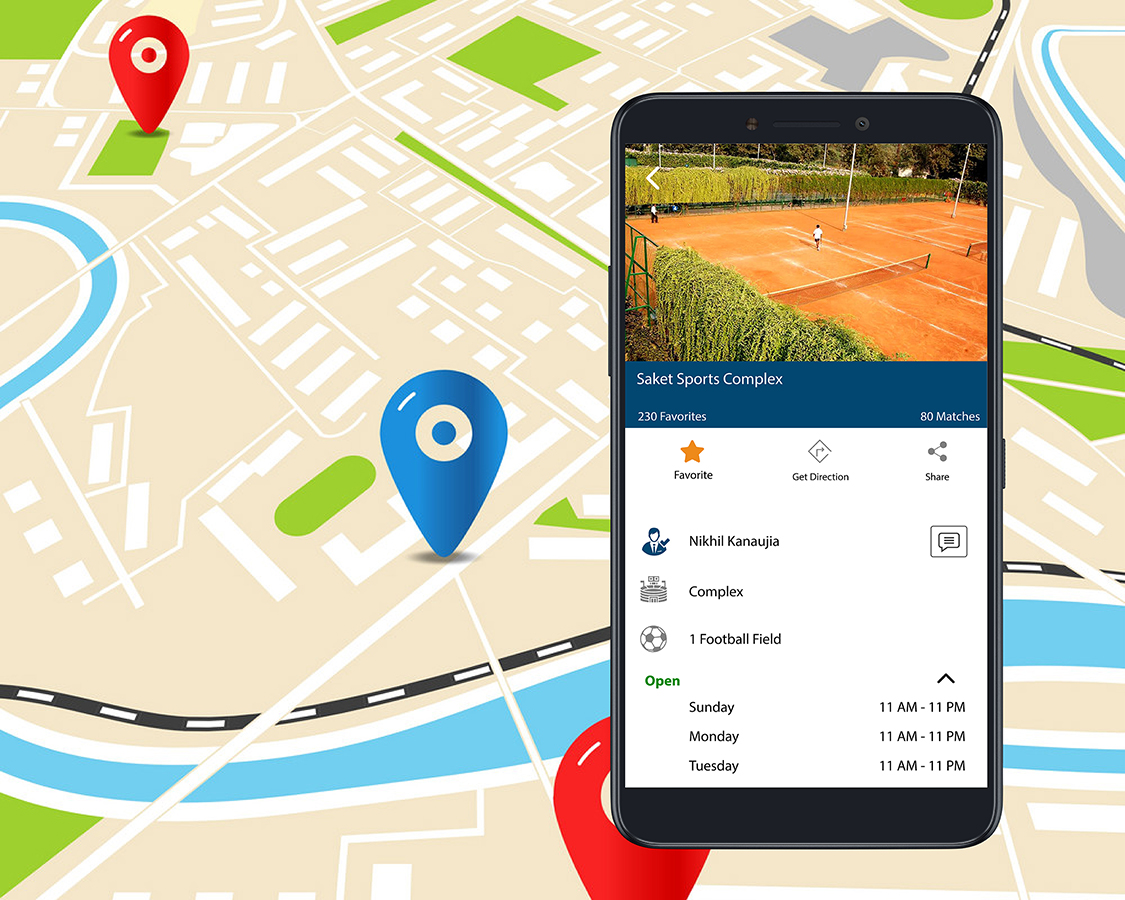 Saket Sports Complex
230 Favorites 80 Matches
Favorite Get Direction Share
Nikhil Kanaujia
Complex
1 Football Field
Open
Sunday 11 AM - 11 PM
Monday 11 AM - 11 PM
Tuesday 11 AM - 11 PM